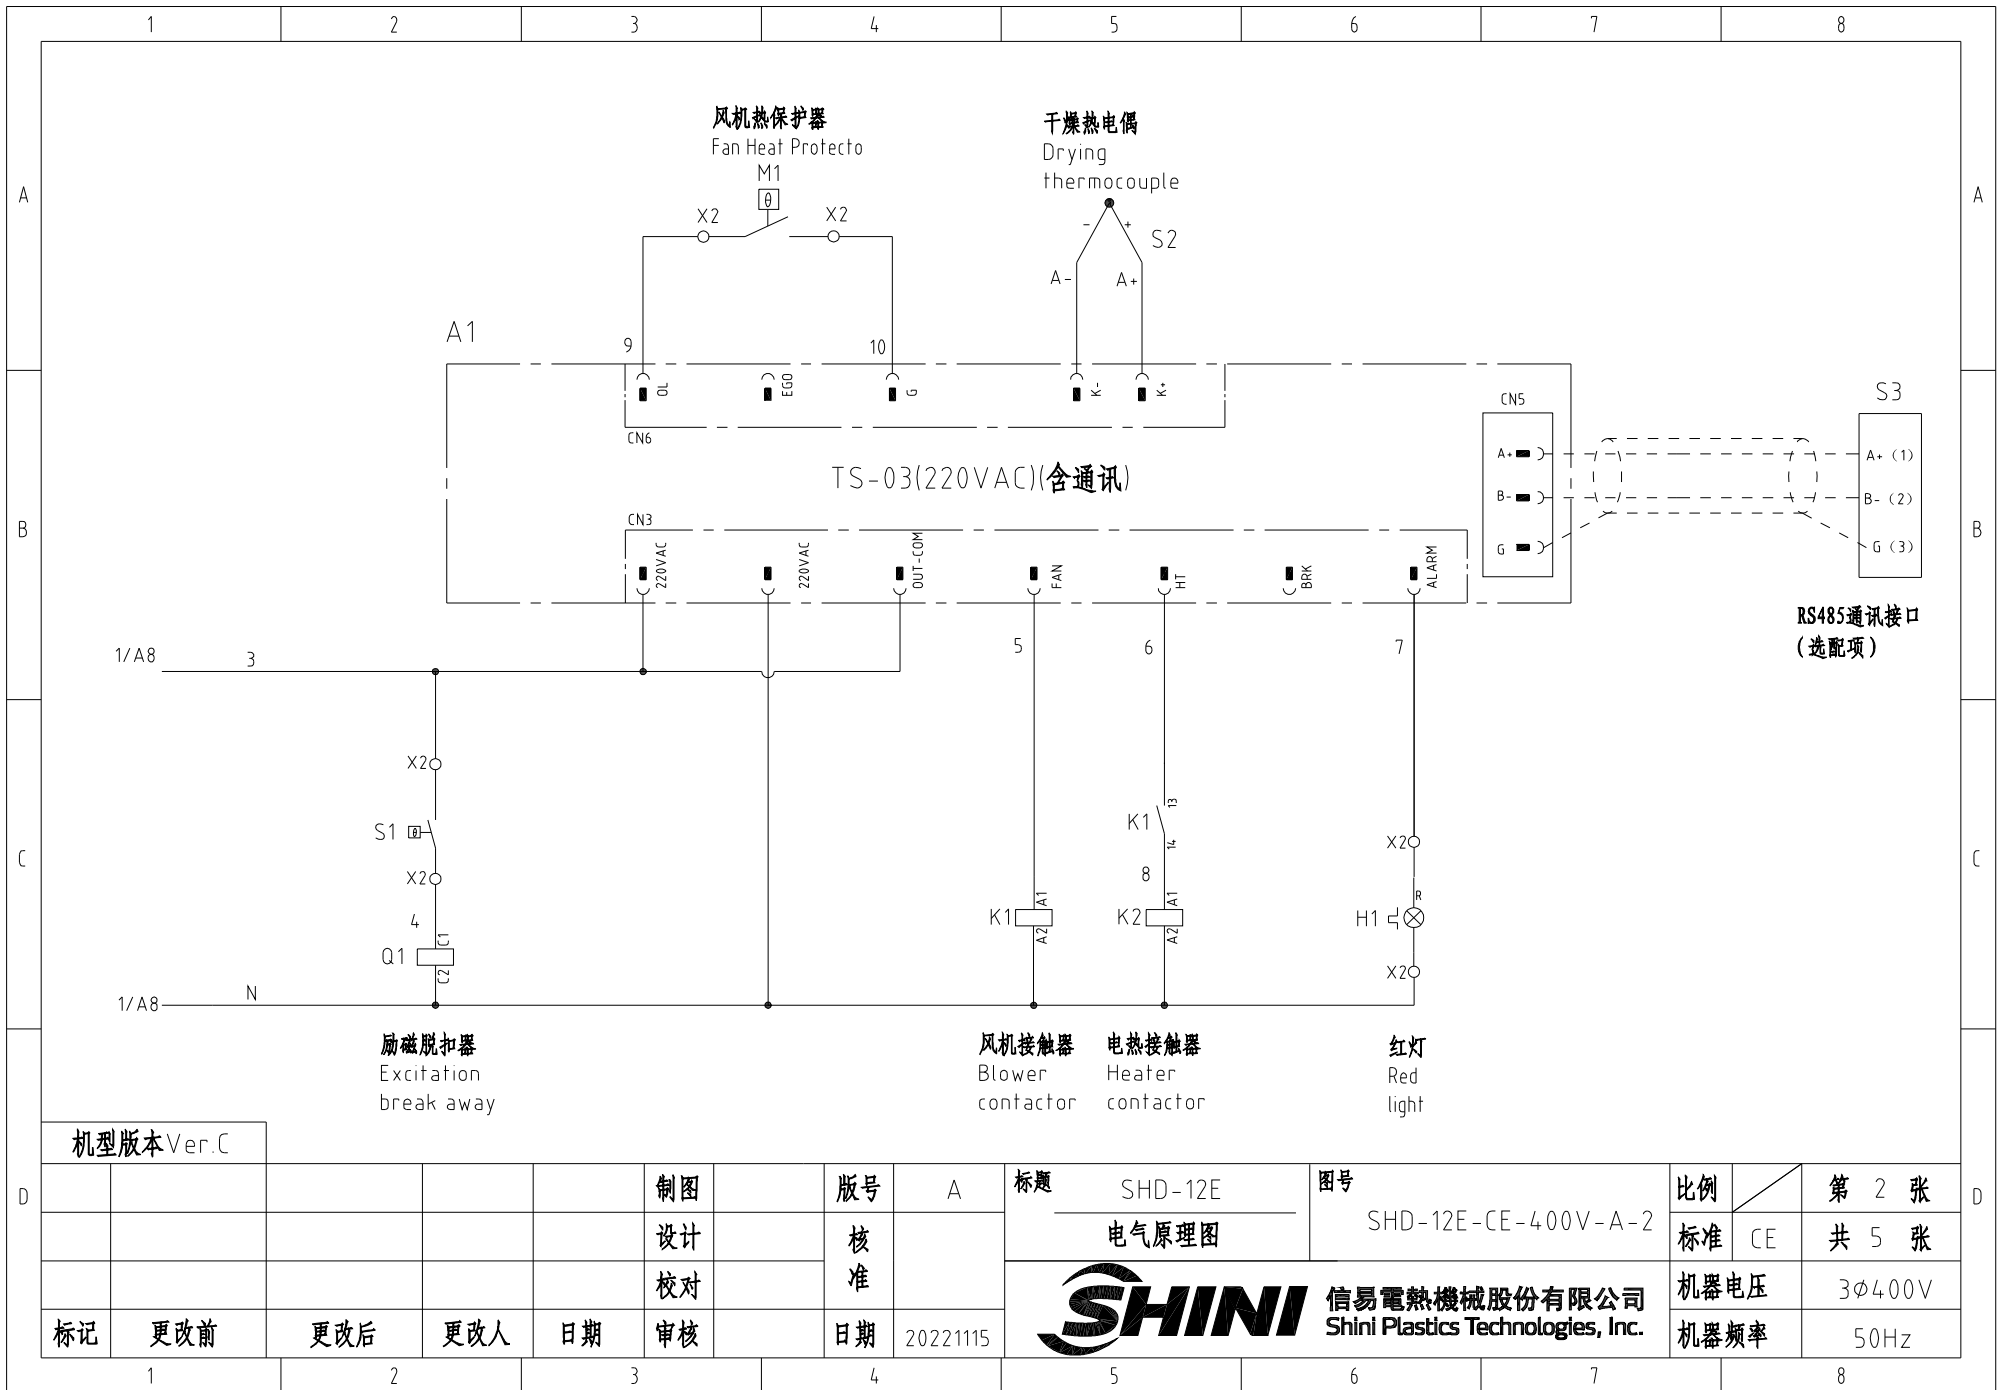 1 2 3 4 5 6 7 8
A A
B B
C C
D D
风机热保护器
Fan Heat Protecto
M1
θ
X2 X2
干燥热电偶
Drying
thermocouple
- +
S2
A- A+
A1
9 10
OL EGO G K- K+
CN6
TS-03(220VAC)(含通讯)
CN3
220VAC 220VAC OUT-COM FAN HT BRK ALARM
CN5
A+
B-
G
S3
A+ (1)
B- (2)
G (3)
RS485通讯接口
(选配项)
1/A8 3
5 6 7
X2
S1 θ
X2
4
Q1 C1 C2
K1 13 14
8
K1 A1 A2
K2 A1 A2
X2
R
H1
X2
1/A8 N
励磁脱扣器
Excitation
break away
风机接触器
Blower
contactor
电热接触器
Heater
contactor
红灯
Red
light
机型版本Ver.C
制图 版号 A
设计 核准
校对
标记 更改前 更改后 更改人 日期 审核 日期 20221115
标题 SHD-12E
电气原理图
图号
SHD-12E-CE-400V-A-2
比例 第 2 张
标准 CE 共 5 张
机器电压 3Φ400V
机器频率 50Hz
SHINI
信易電熱機械股份有限公司
Shini Plastics Technologies, Inc.
1 2 3 4 5 6 7 8